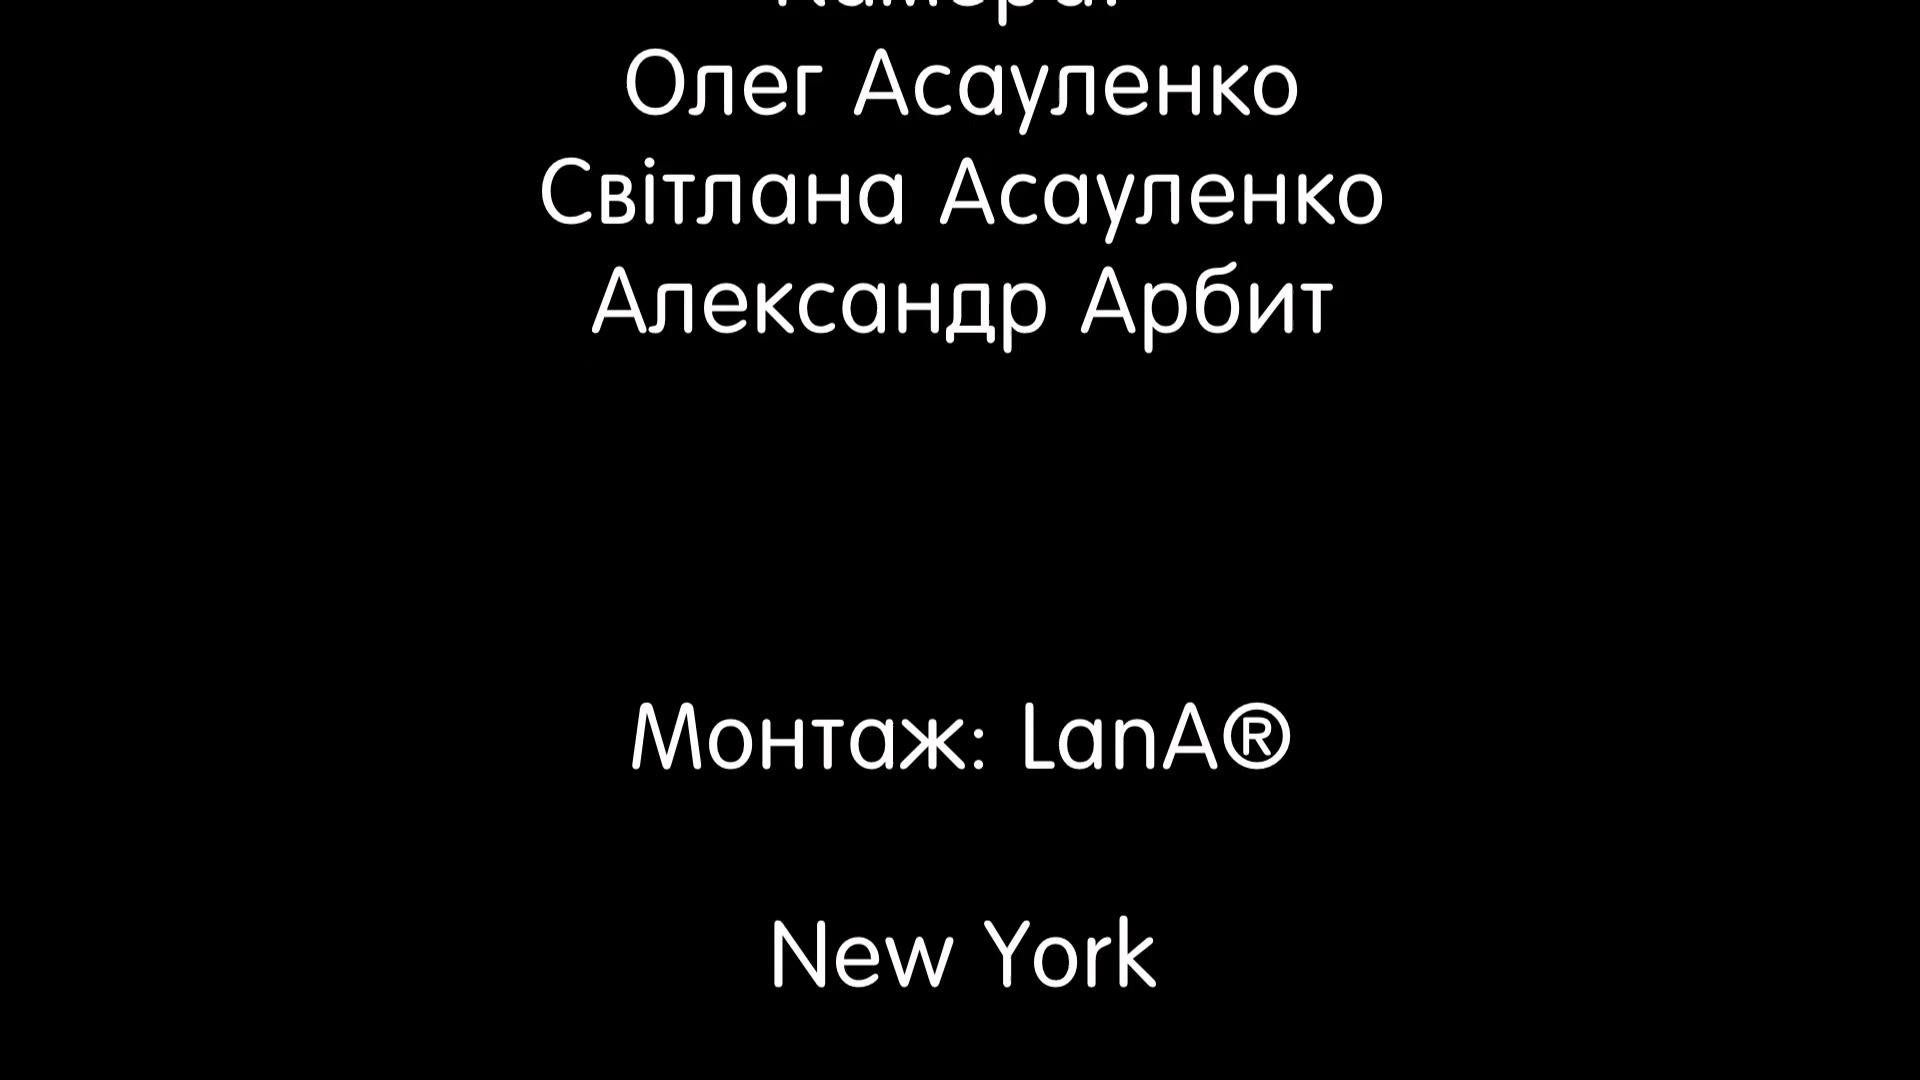 Олег Асауленко
Світлана Асауленко
Александр Арбит
Монтаж: LanA®
New York